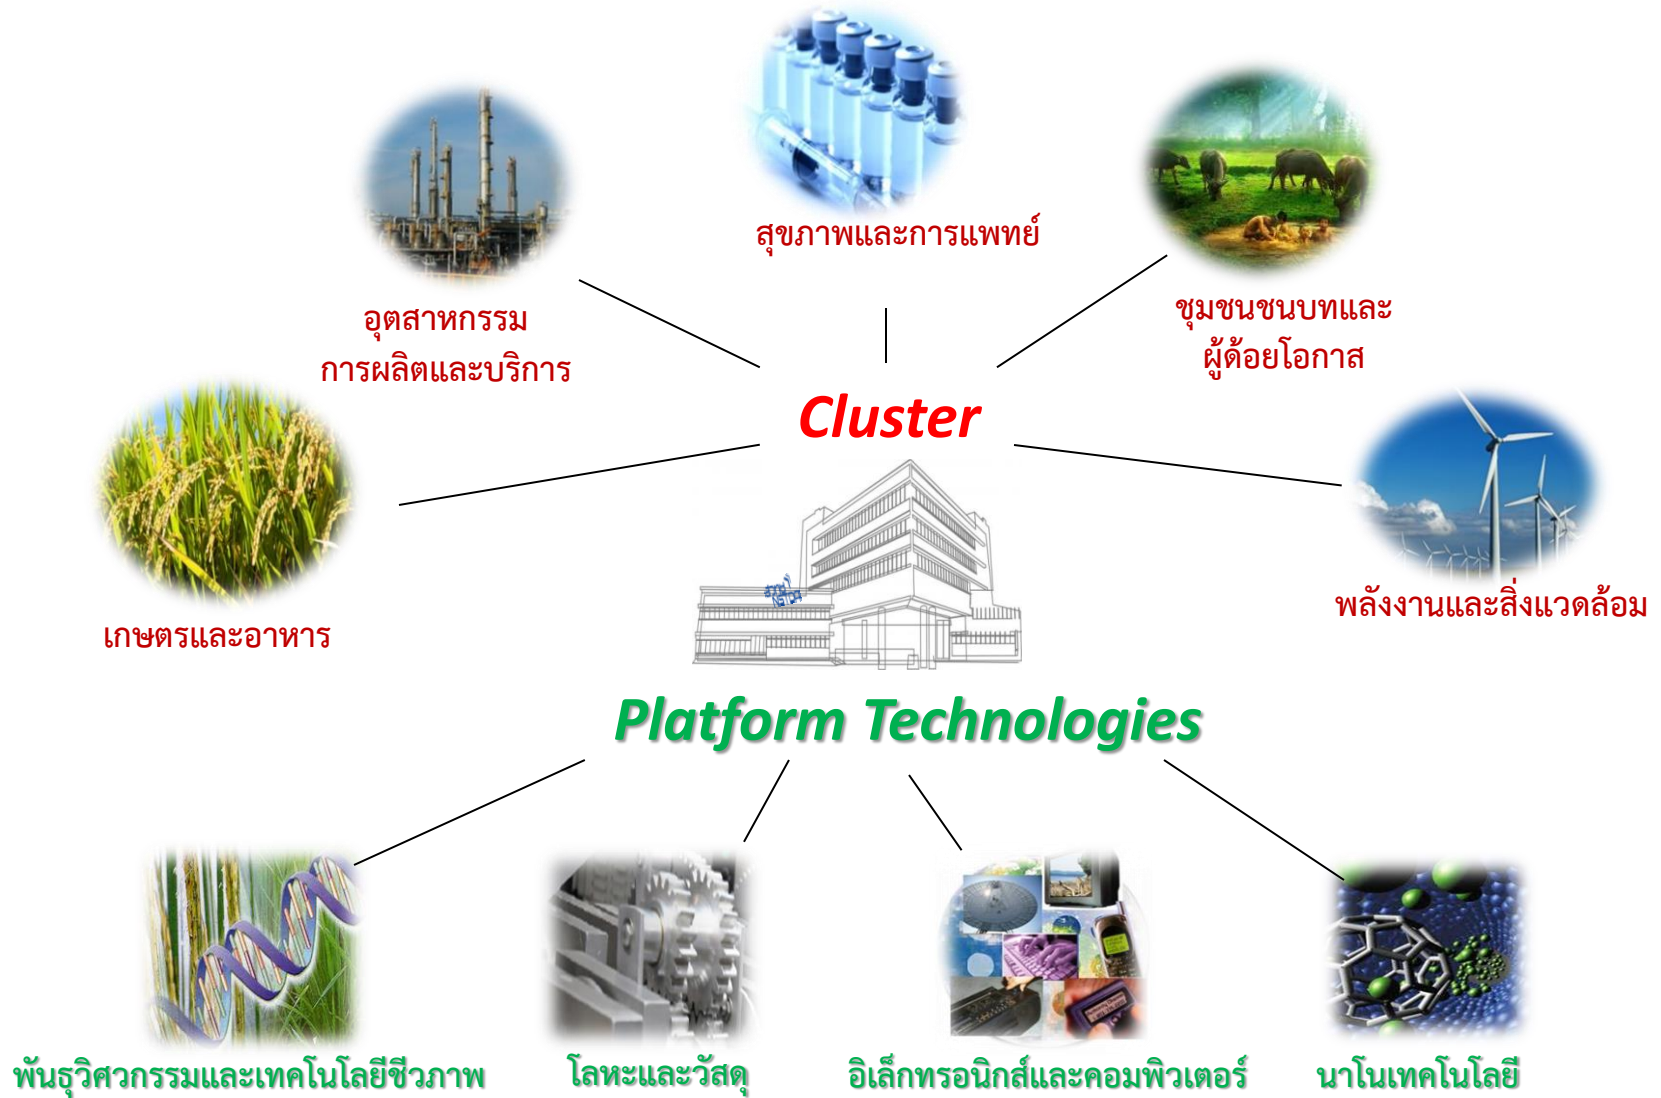 สุขภาพและการแพทย์
อุตสาหกรรม
การผลิตและบริการ
ชุมชนชนบทและ
ผู้ด้อยโอกาส
Cluster
เกษตรและอาหาร
พลังงานและสิ่งแวดล้อม
สวทช
NSTDA
Platform Technologies
พันธุวิศวกรรมและเทคโนโลยีชีวภาพ
โลหะและวัสดุ
อิเล็กทรอนิกส์และคอมพิวเตอร์
นาโนเทคโนโลยี